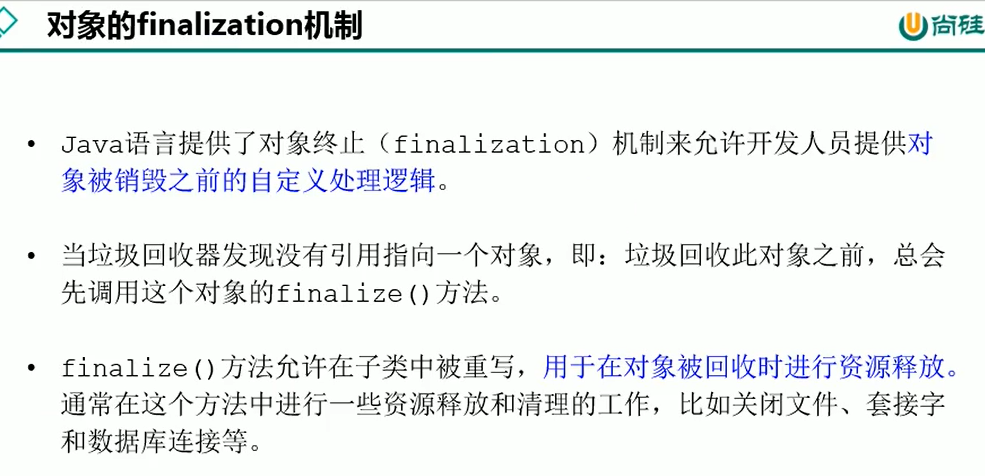 对象的finalization机制
尚硅
• Java语言提供了对象终止（finalization）机制来允许开发人员提供对
象被销毁之前的自定义处理逻辑。
• 当垃圾回收器发现没有引用指向一个对象，即：垃圾回收此对象之前，总会
先调用这个对象的finalize()方法。
• finalize()方法允许在子类中被重写，用于在对象被回收时进行资源释放。
通常在这个方法中进行一些资源释放和清理的工作，比如关闭文件、套接字
和数据库连接等。